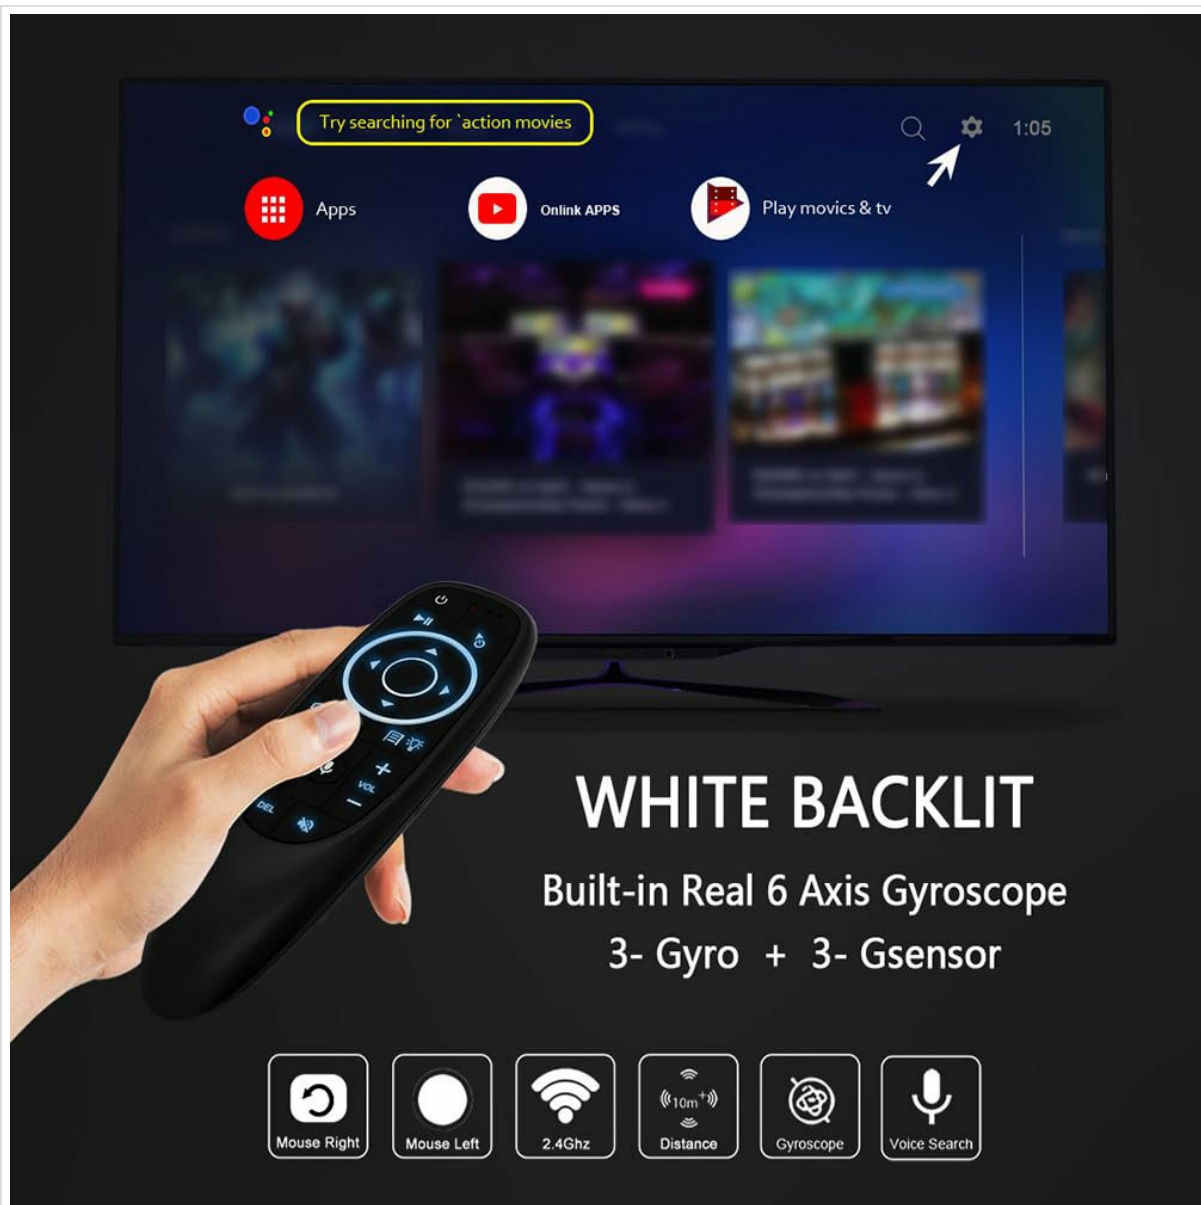 Try searching for `action movies
1:05
Apps
Onlink APPS
Play movics & tv
VOL
DEL
WHITE BACKLIT
Built-in Real 6 Axis Gyroscope
3- Gyro + 3- Gsensor
10m+
Mouse Right
Mouse Left
2.4Ghz
Distance
Gyroscope
Voice Search